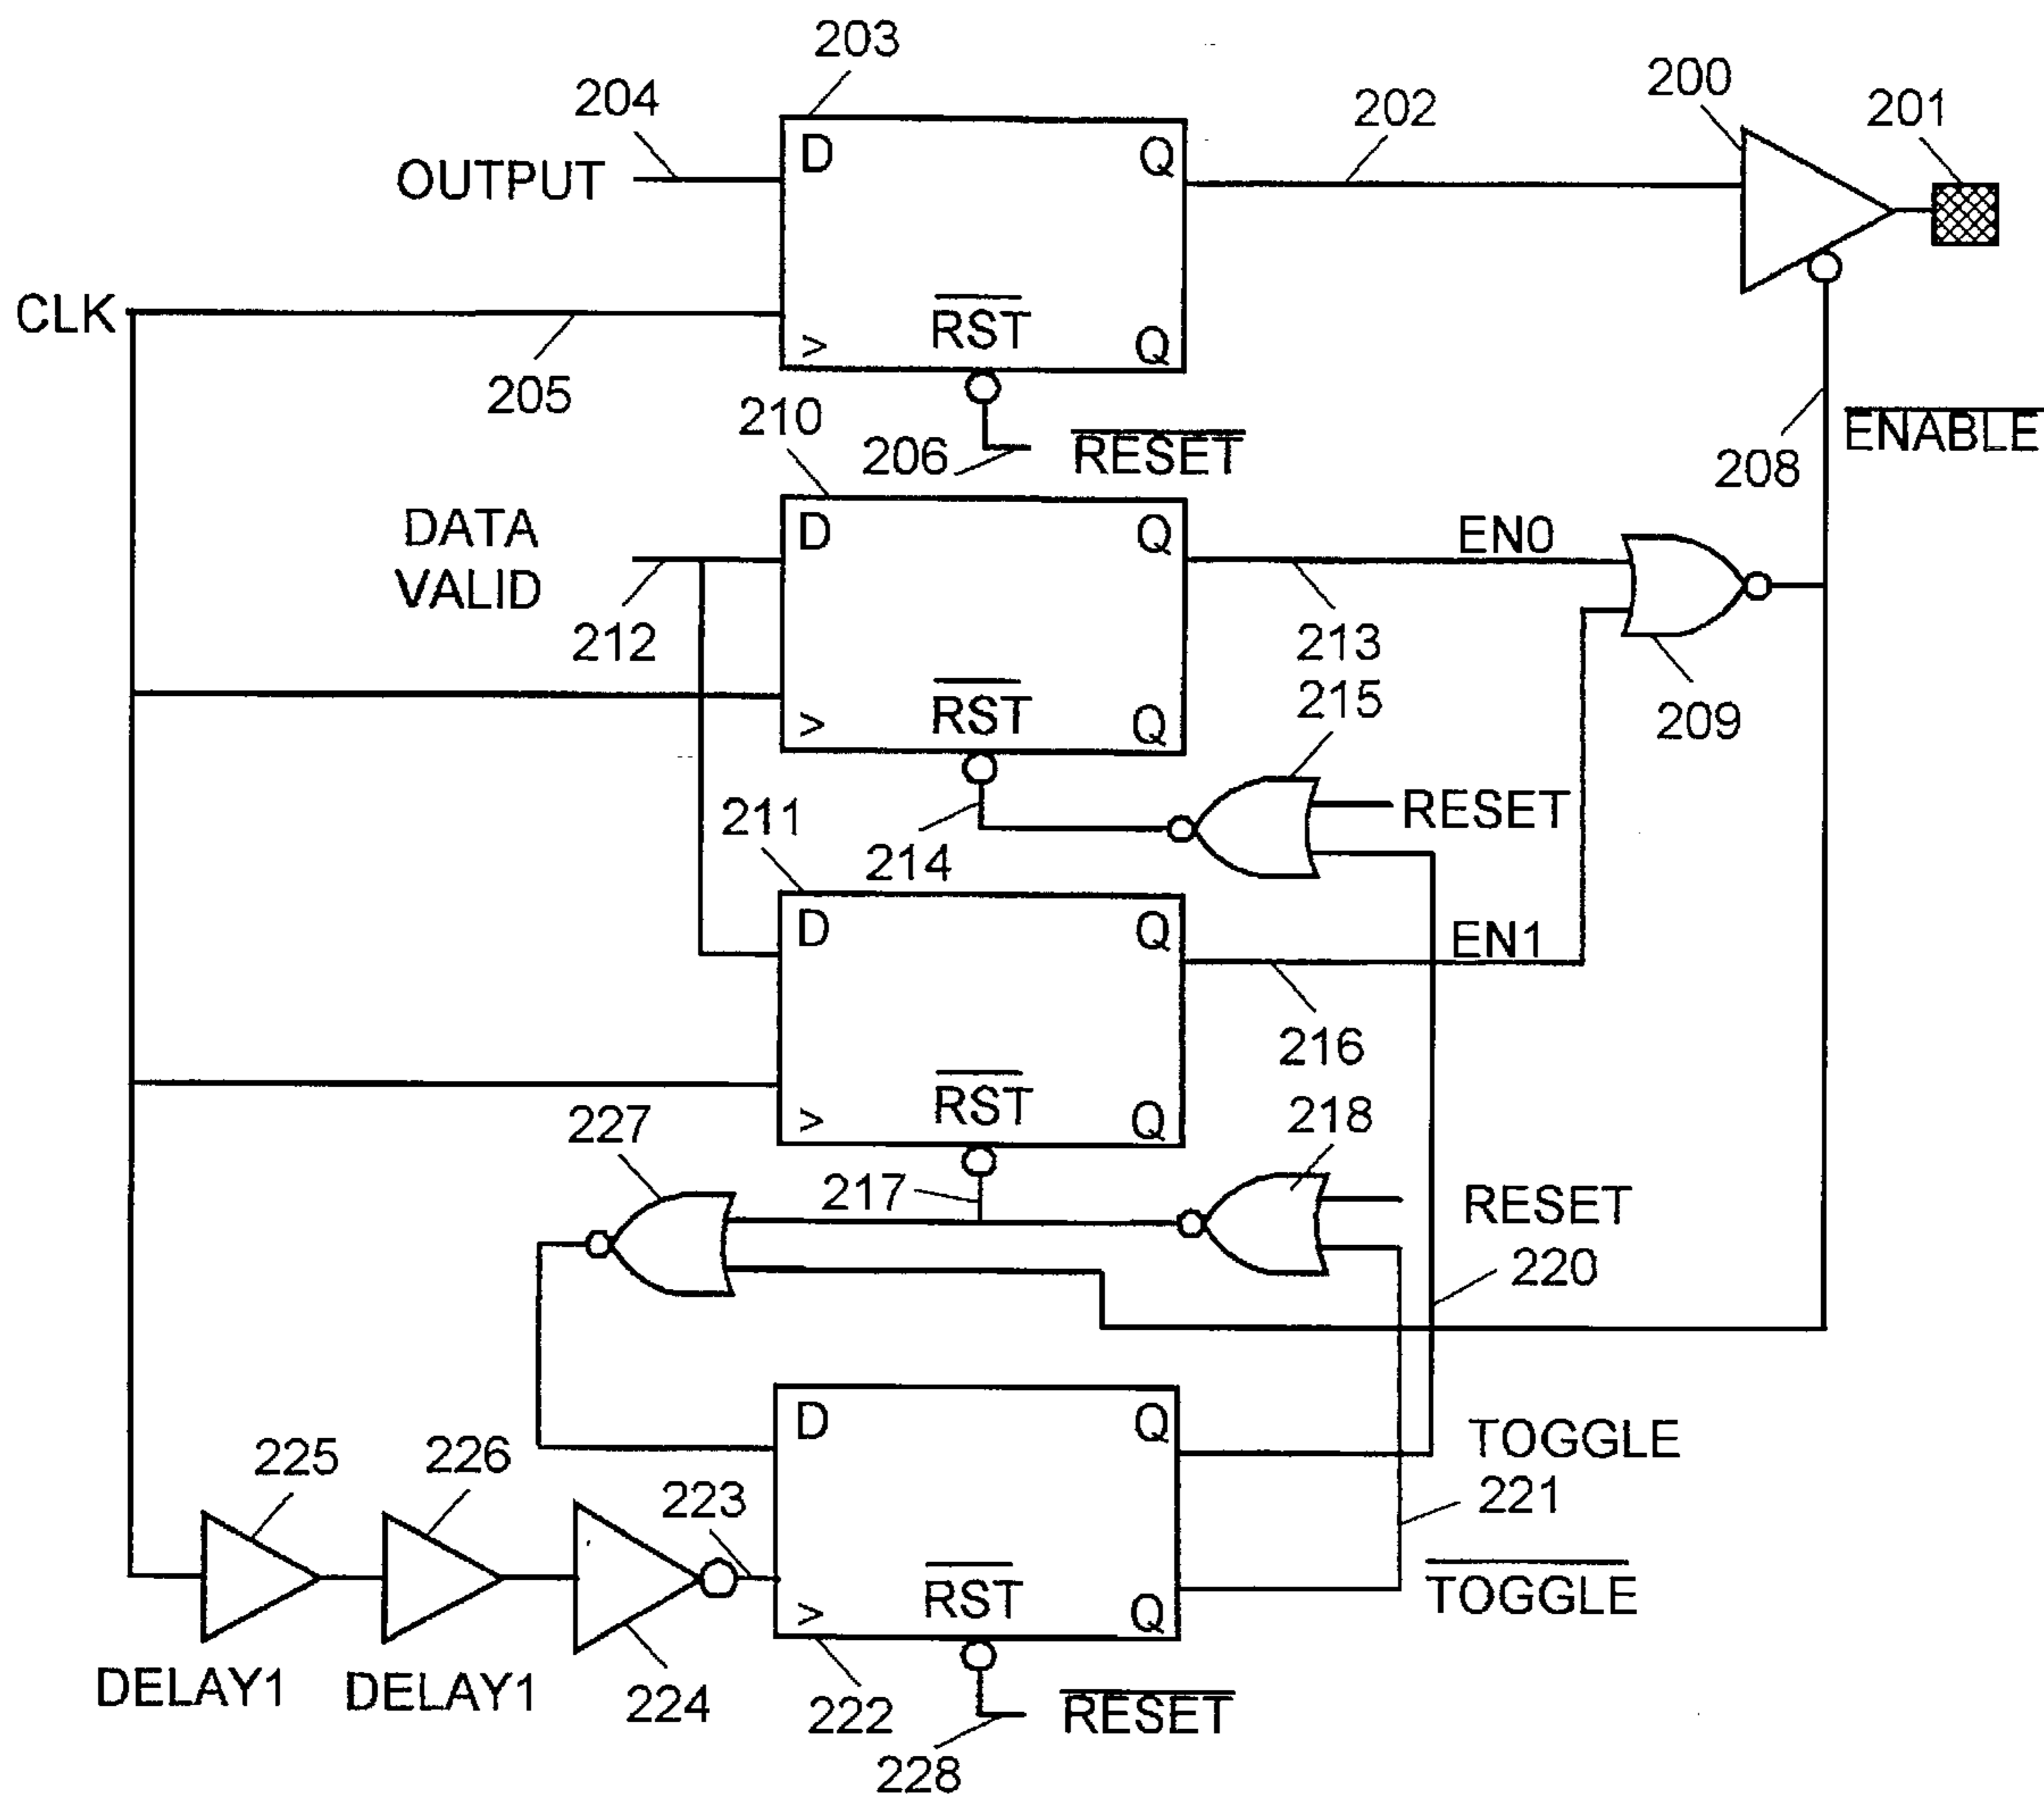 203
204
202
200
201
OUTPUT
D
Q
CLK
RST
>
Q
205
206
RESET
ENABLE
208
210
DATA
VALID
D
Q
EN0
212
213
215
209
RST
>
Q
211
214
RESET
D
Q
EN1
216
RST
>
Q
227
217
218
RESET
220
D
Q
TOGGLE
221
225
226
223
RST
>
Q
TOGGLE
DELAY1
DELAY1
224
222
RESET
228